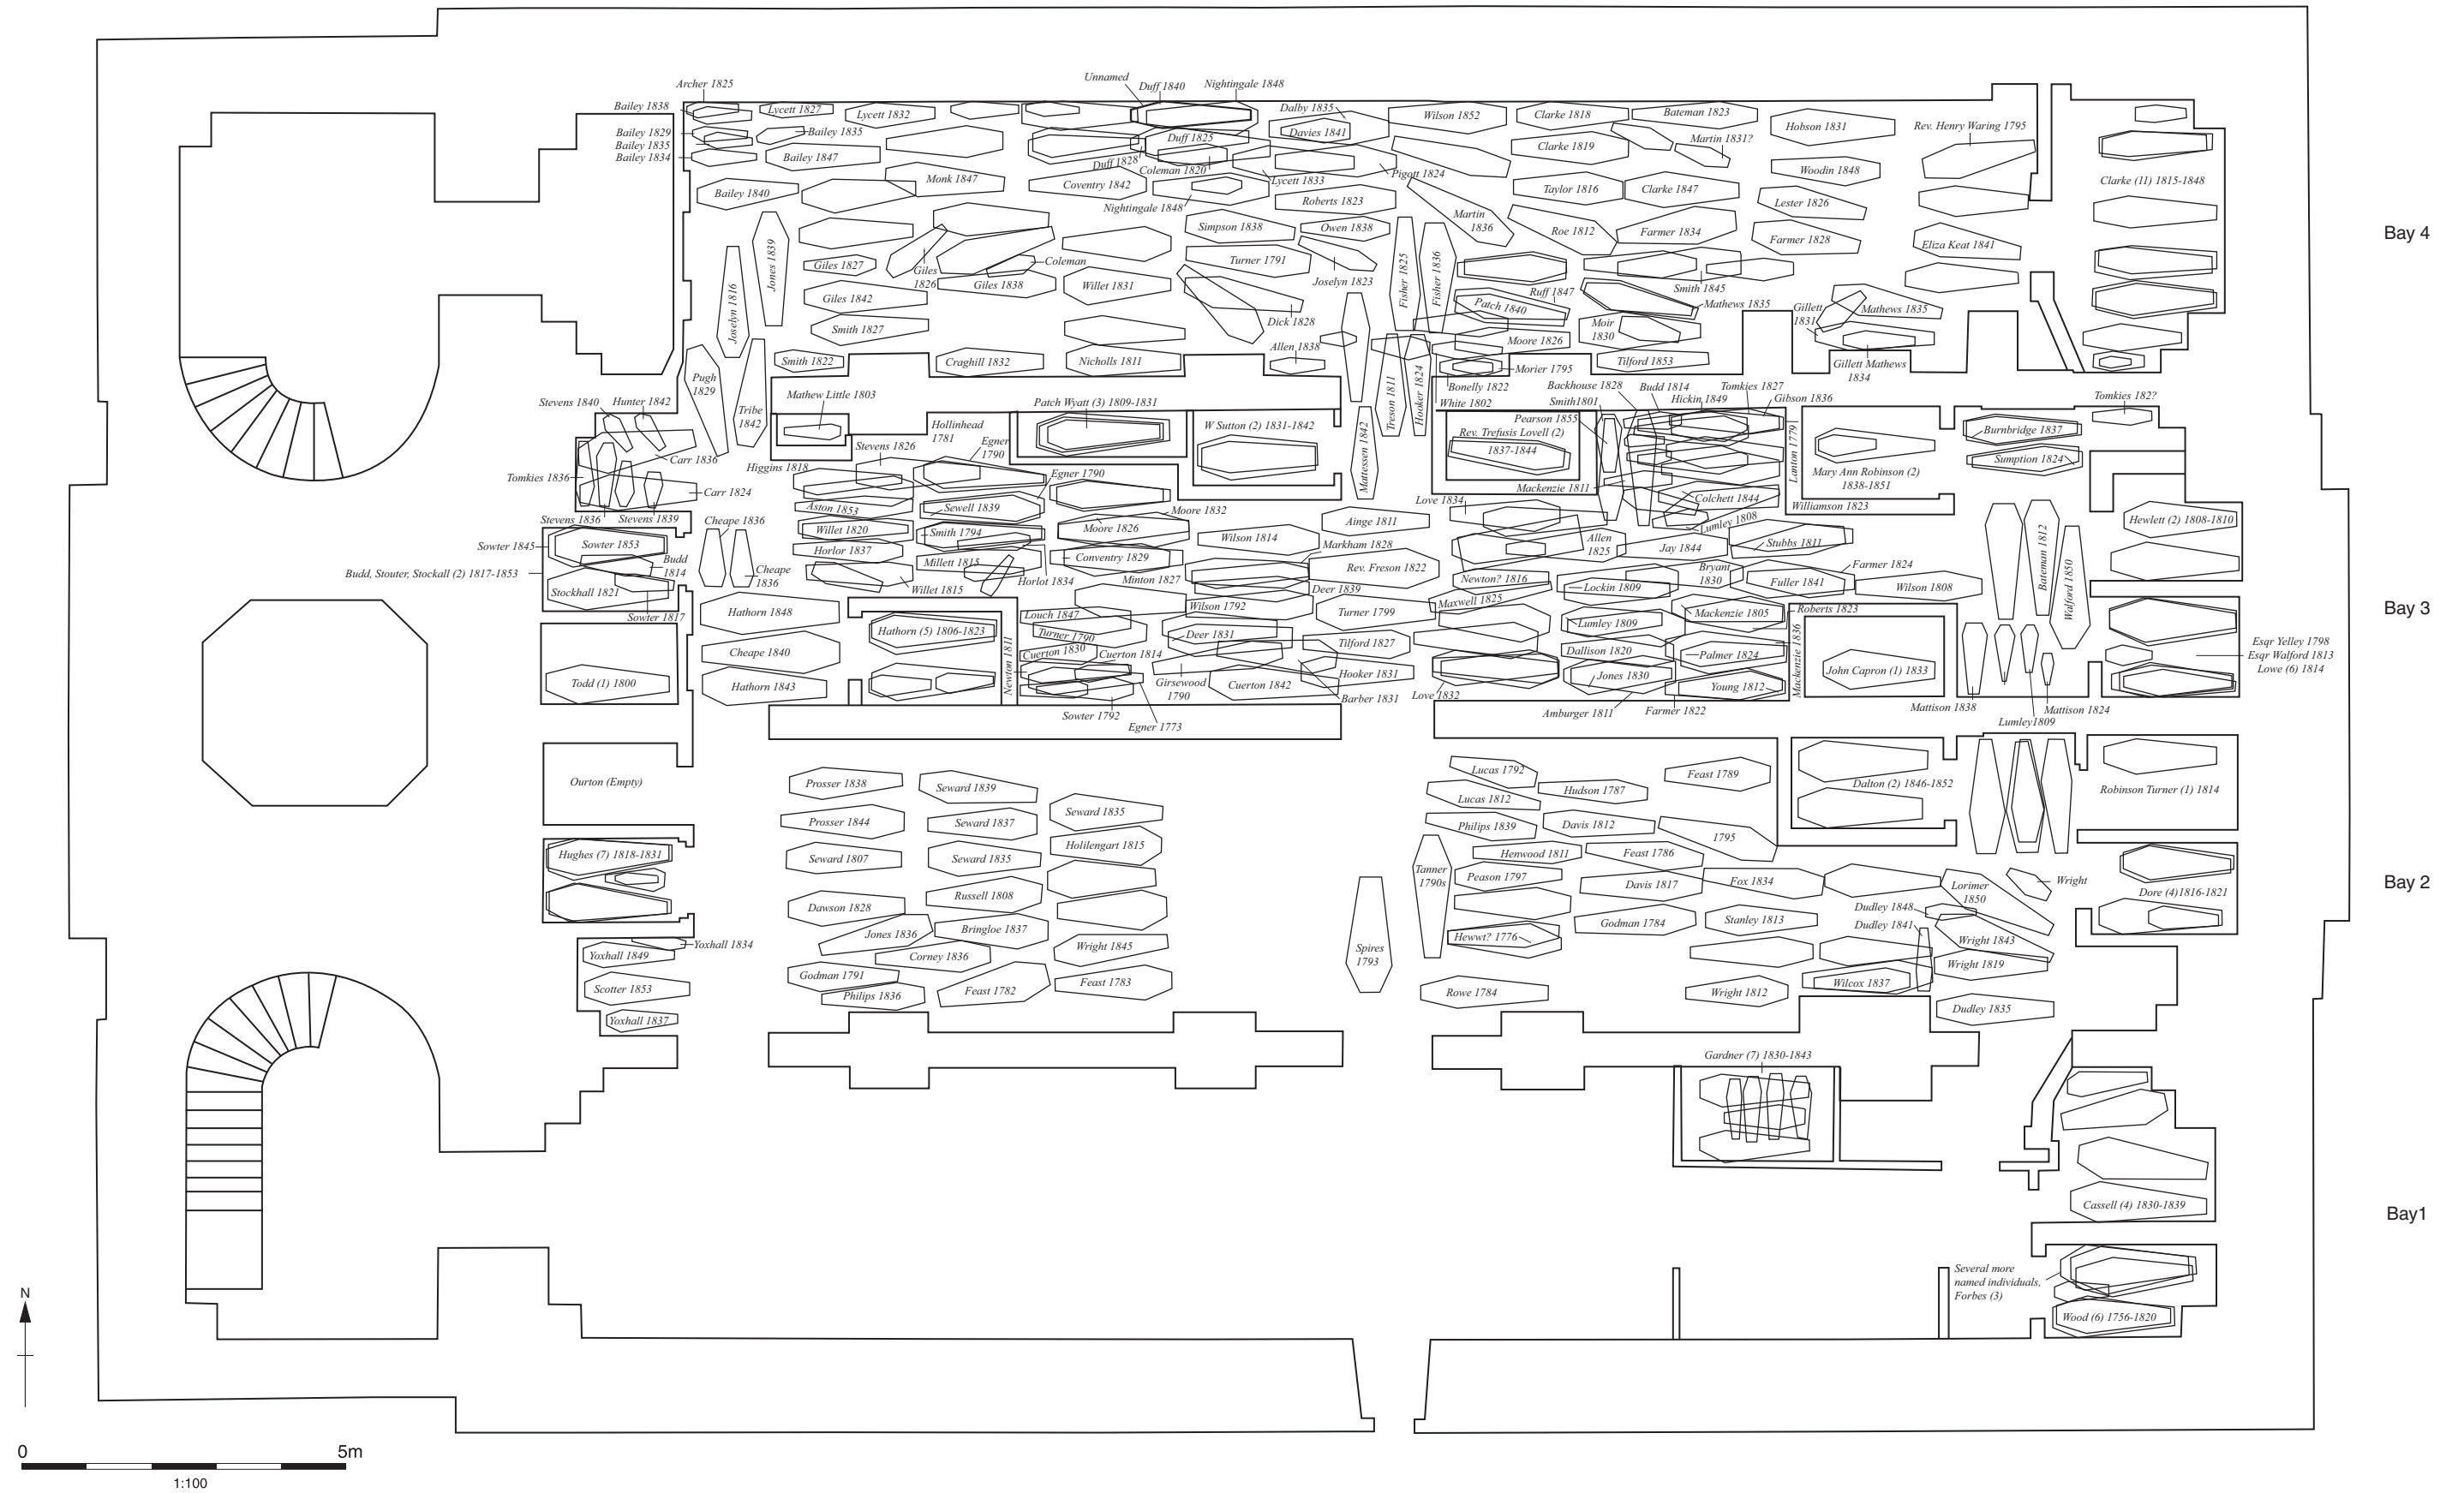 Unnamed
Duff 1840
Nightingale 1848
Archer 1825
Bailey 1838
Lycett 1827
Lycett 1832
Dalby 1835
Wilson 1852
Clarke 1818
Bateman 1823
Hobson 1831
Rev. Henry Waring 1795
Bailey 1829
Bailey 1835
Bailey 1835
Bailey 1834
Bailey 1847
Duff 1825
Davies 1841
Clarke 1819
Martin 1831?
Duff 1828
Coleman 1820
Monk 1847
Coventry 1842
Lycett 1833
Pigott 1824
Woodin 1848
Clarke (11) 1815-1848
Bailey 1840
Nightingale 1848
Roberts 1823
Taylor 1816
Clarke 1847
Lester 1826
Martin
1836
Simpson 1838
Owen 1838
Roe 1812
Farmer 1834
Farmer 1828
Eliza Keat 1841
Bay 4
Jones 1839
Joselyn 1816
Giles 1827
Giles
1826
Coleman
Giles 1838
Turner 1791
Joselyn 1823
Fisher 1825
Fisher 1836
Smith 1845
Giles 1842
Willet 1831
Ruff 1847
Patch 1840
Mathews 1835
Gillett
1831
Mathews 1835
Smith 1827
Dick 1828
Moir
1830
Moore 1826
Smith 1822
Craghill 1832
Nicholls 1811
Allen 1838
Tilford 1853
Gillett Mathews
1834
Morier 1795
Bonelly 1822
White 1802
Pugh
1829
Tribe
1842
Treson 1811
Hooker 1824
Mathew Little 1803
Patch Wyatt (3) 1809-1831
Backhouse 1828
Budd 1814
Tomkies 1827
Smith1801
Hickin 1849
Gibson 1836
Tomkies 182?
Stevens 1840
Hunter 1842
Hollinhead
1781
Egner
1790
W Sutton (2) 1831-1842
Pearson 1855
Rev. Trefusis Lovell (2)
1837-1844
Lanton 1779
Burnbridge 1837
Sumption 1824
Stevens 1826
Mattessen 1842
Carr 1836
Higgins 1818
Egner 1790
Mary Ann Robinson (2)
1838-1851
Tomkies 1836
Mackenzie 1811
Carr 1824
Colchett 1844
Love 1834
Williamson 1823
Aston 1853
Sewell 1839
Moore 1832
Stevens 1836
Stevens 1839
Cheape 1836
Ainge 1811
Lumley 1808
Hewlett (2) 1808-1810
Willet 1820
Smith 1794
Moore 1826
Wilson 1814
Sowter 1845
Sowter 1853
Horlor 1837
Conventry 1829
Markham 1828
Allen
1825
Jay 1844
Stubbs 1811
Bateman 1812
Walford 1850
Budd
1814
Budd, Stouter, Stockall (2) 1817-1853
Cheape
1836
Millett 1815
Horlot 1834
Minton 1827
Rev. Freson 1822
Newton? 1816
Bryant
1830
Farmer 1824
Stockhall 1821
Willet 1815
Deer 1839
Lockin 1809
Fuller 1841
Wilson 1808
Sowter 1817
Hathorn 1848
Louch 1847
Wilson 1792
Turner 1799
Maxwell 1825
Mackenzie 1805
Roberts 1823
Bay 3
Hathorn (5) 1806-1823
Turner 1790
Deer 1831
Lumley 1809
Cheape 1840
Cuerton 1830
Cuerton 1814
Tilford 1827
Dallison 1820
Palmer 1824
Mackenzie 1836
Newton 1811
John Capron (1) 1833
Esqr Yelley 1798
Esqr Walford 1813
Lowe (6) 1814
Todd (1) 1800
Hathorn 1843
Girsewood
1790
Cuerton 1842
Hooker 1831
Barber 1831
Love 1832
Jones 1830
Young 1812
Sowter 1792
Egner 1773
Amburger 1811
Farmer 1822
Mattison 1838
Mattison 1824
Lumley1809
Ourton (Empty)
Prosser 1838
Seward 1839
Lucas 1792
Hudson 1787
Feast 1789
Dalton (2) 1846-1852
Robinson Turner (1) 1814
Prosser 1844
Seward 1837
Seward 1835
Lucas 1812
Philips 1839
Davis 1812
1795
Hughes (7) 1818-1831
Seward 1807
Seward 1835
Holilengart 1815
Henwood 1811
Feast 1786
Tanner
1790s
Peason 1797
Davis 1817
Fox 1834
Lorimer
1850
Wright
Bay 2
Dore (4)1816-1821
Russell 1808
Dawson 1828
Dudley 1848
Stanley 1813
Godman 1784
Dudley 1841
Jones 1836
Bringloe 1837
Hewwt? 1776
Wright 1843
Yoxhall 1834
Yoxhall 1849
Corney 1836
Wright 1845
Spires
1793
Wright 1819
Godman 1791
Scotter 1853
Philips 1836
Feast 1782
Feast 1783
Rowe 1784
Wright 1812
Wilcox 1837
Dudley 1835
Yoxhall 1837
Gardner (7) 1830-1843
Cassell (4) 1830-1839
Bay1
Several more
named individuals,
Forbes (3)
Wood (6) 1756-1820
N
0
5m
1:100